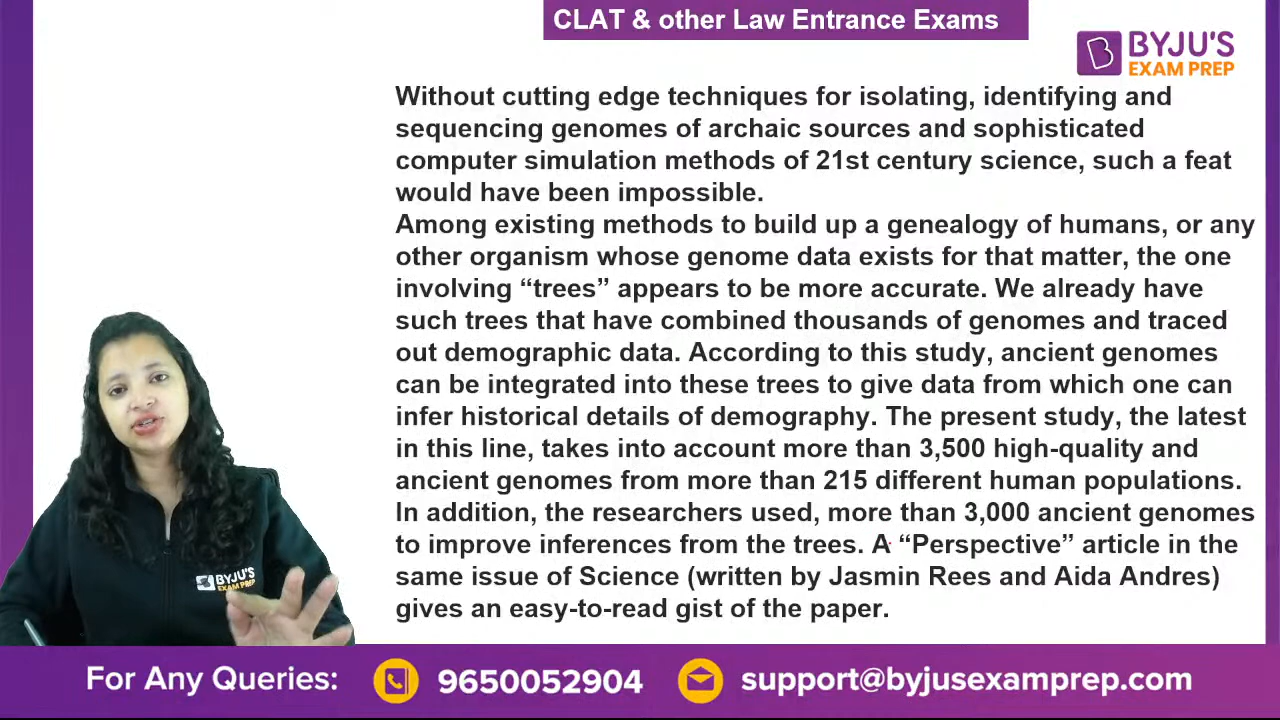 CLAT & other Law Entrance Exams
BYJU'S
EXAM PREP
Without cutting edge techniques for isolating, identifying and
sequencing genomes of archaic sources and sophisticated
computer simulation methods of 21st century science, such a feat
would have been impossible.
Among existing methods to build up a genealogy of humans, or any
other organism whose genome data exists for that matter, the one
involving “trees” appears to be more accurate. We already have
such trees that have combined thousands of genomes and traced
out demographic data. According to this study, ancient genomes
can be integrated into these trees to give data from which one can
infer historical details of demography. The present study, the latest
in this line, takes into account more than 3,500 high-quality and
ancient genomes from more than 215 different human populations.
In addition, the researchers used, more than 3,000 ancient genomes
to improve inferences from the trees. A “Perspective” article in the
same issue of Science (written by Jasmin Rees and Aida Andres)
gives an easy-to-read gist of the paper.
BYJU'S
EXAM PREP
For Any Queries:
9650052904
support@byjusexamprep.com